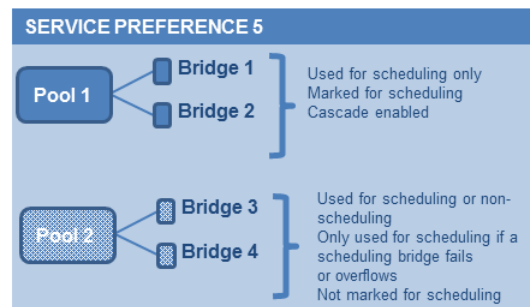 SERVICE PREFERENCE 5
Pool 1
Bridge 1
Bridge 2
Used for scheduling only
Marked for scheduling
Cascade enabled
Pool 2
Bridge 3
Bridge 4
Used for scheduling or non-
scheduling
Only used for scheduling if a
scheduling bridge fails
or overflows
Not marked for scheduling